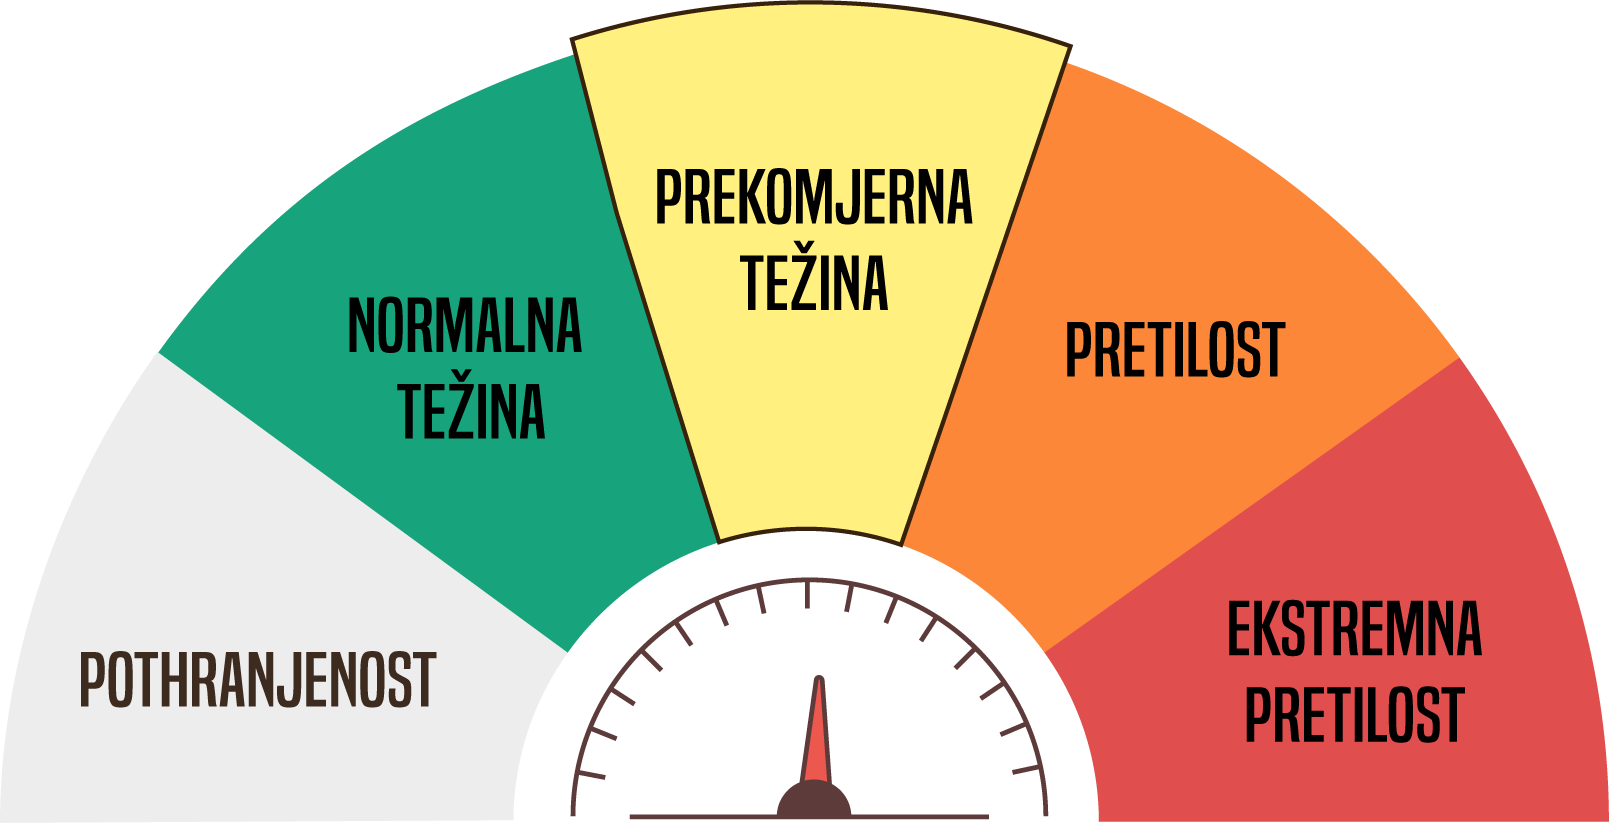 POTHRANJENOST
NORMALNA
TEŽINA
PREKOMJERNA
TEŽINA
PRETILOST
EKSTREMNA
PRETILOST